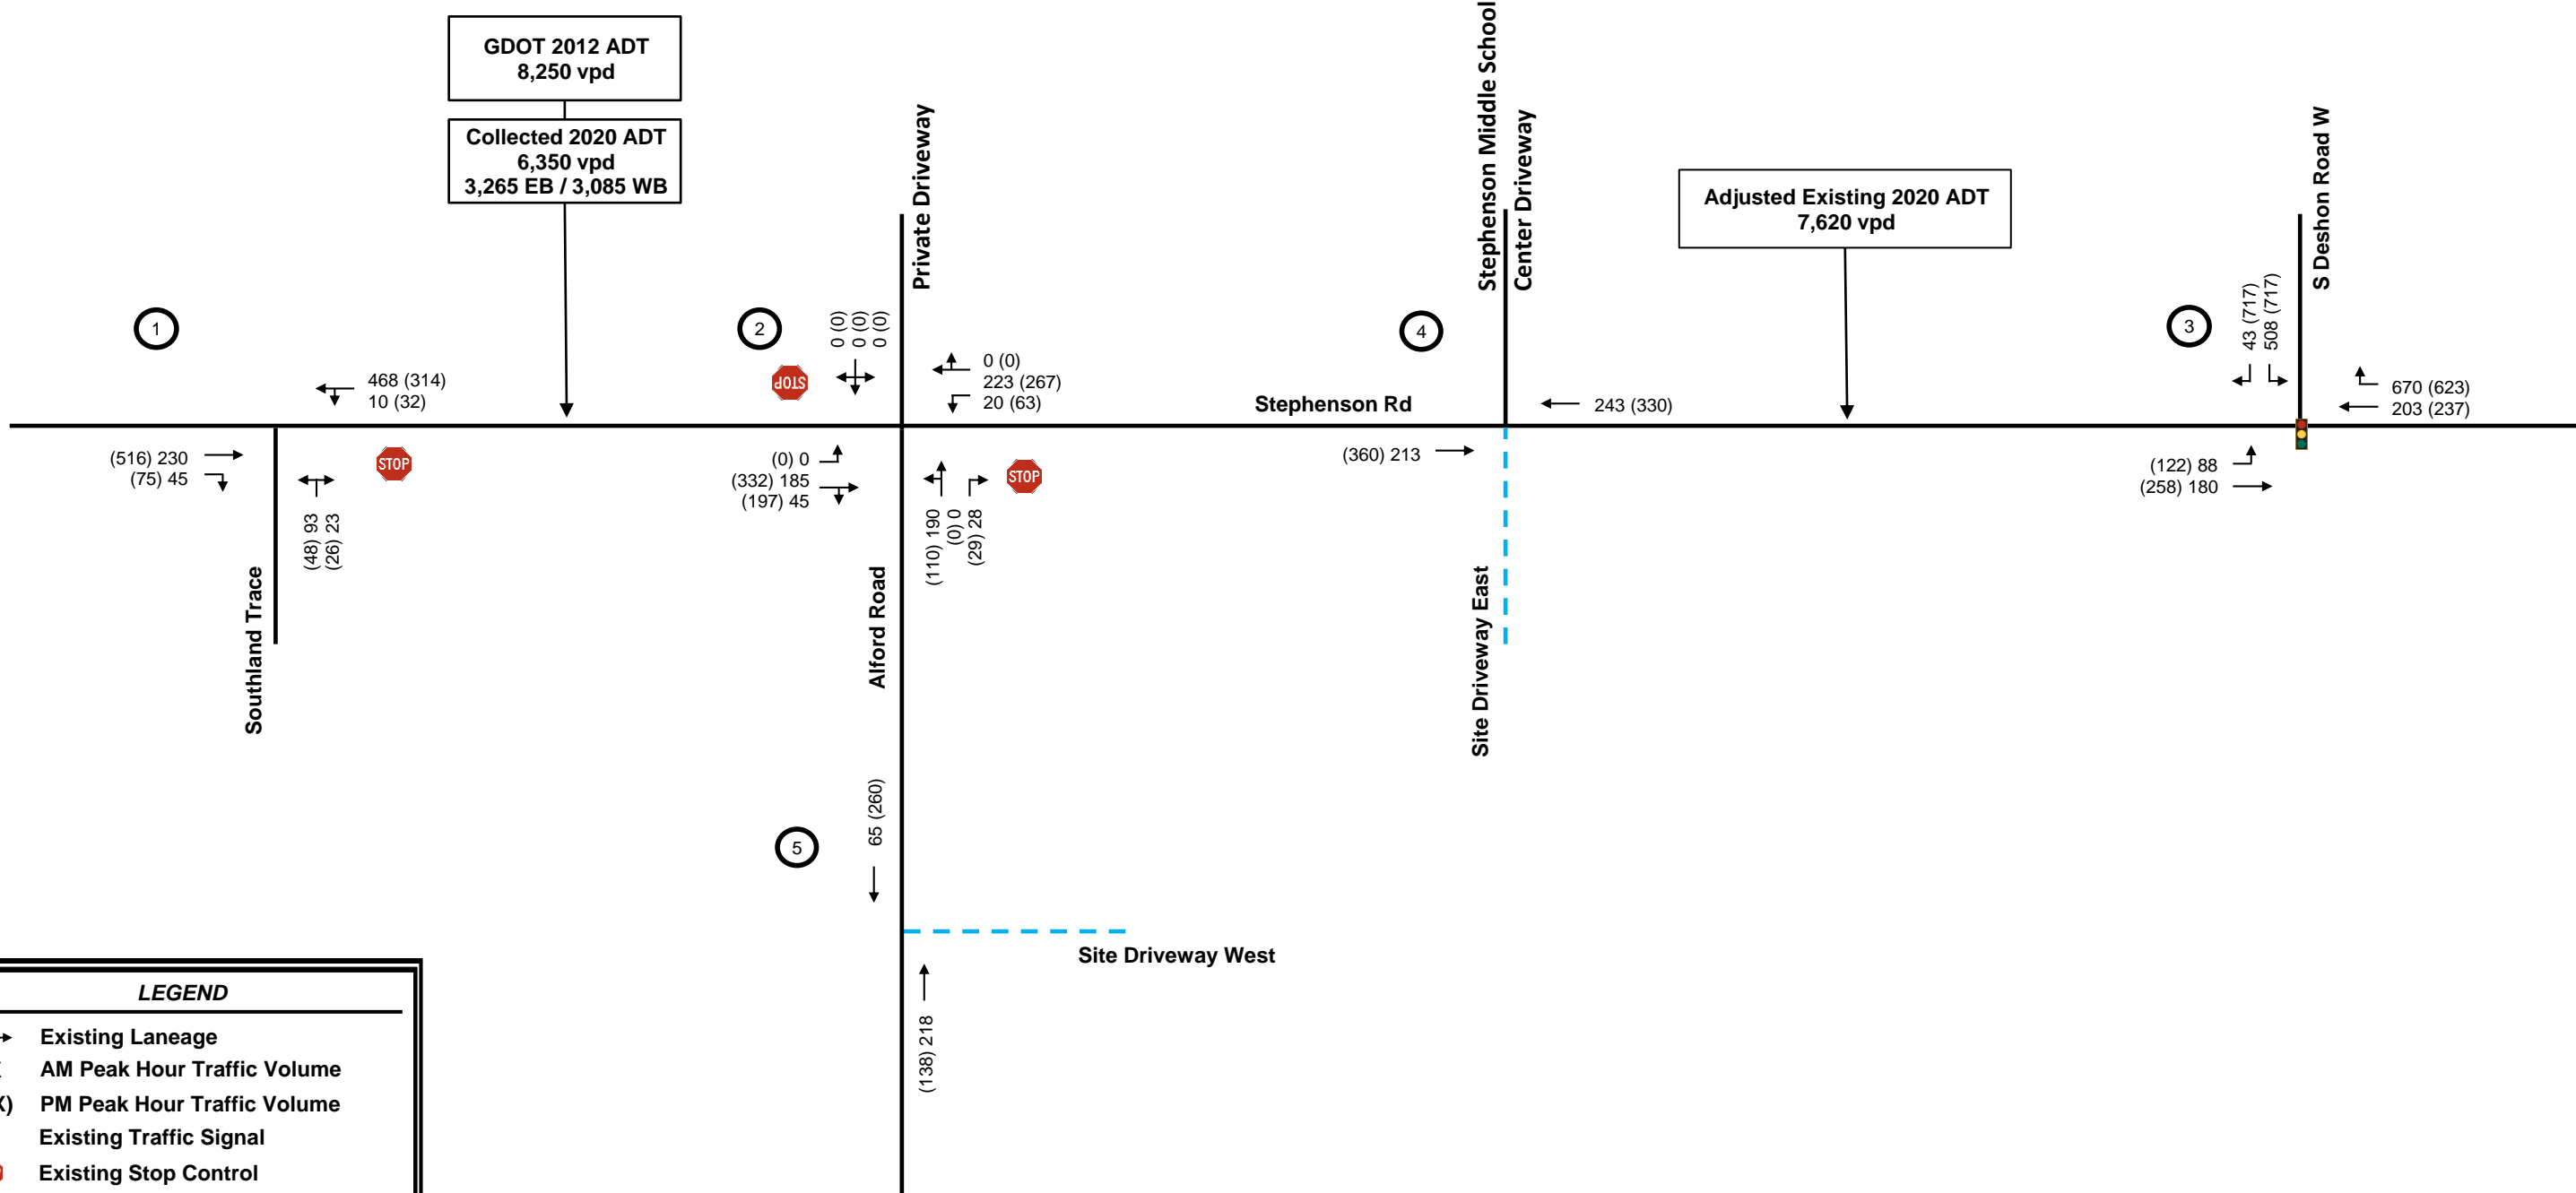 GDOT 2012 ADT
8,250 vpd
Collected 2020 ADT
6,350 vpd
3,265 EB / 3,085 WB
Private Driveway
Stephenson Middle School
Center Driveway
Adjusted Existing 2020 ADT
7,620 vpd
S Deshon Road W
1
468 (314)
10 (32)
2
0 (0)
0 (0)
0 (0)
STOP
0 (0)
223 (267)
20 (63)
Stephenson Rd
4
243 (330)
3
43 (717)
508 (717)
670 (623)
203 (237)
(516) 230
(75) 45
STOP
(48) 93
(26) 23
Southland Trace
(0) 0
(332) 185
(197) 45
STOP
(110) 190
(0) 0
(29) 28
Alford Road
(360) 213
Site Driveway East
(122) 88
(258) 180
5
65 (260)
Site Driveway West
(138) 218
LEGEND
Existing Laneage
AM Peak Hour Traffic Volume
X) PM Peak Hour Traffic Volume
Existing Traffic Signal
Existing Stop Control